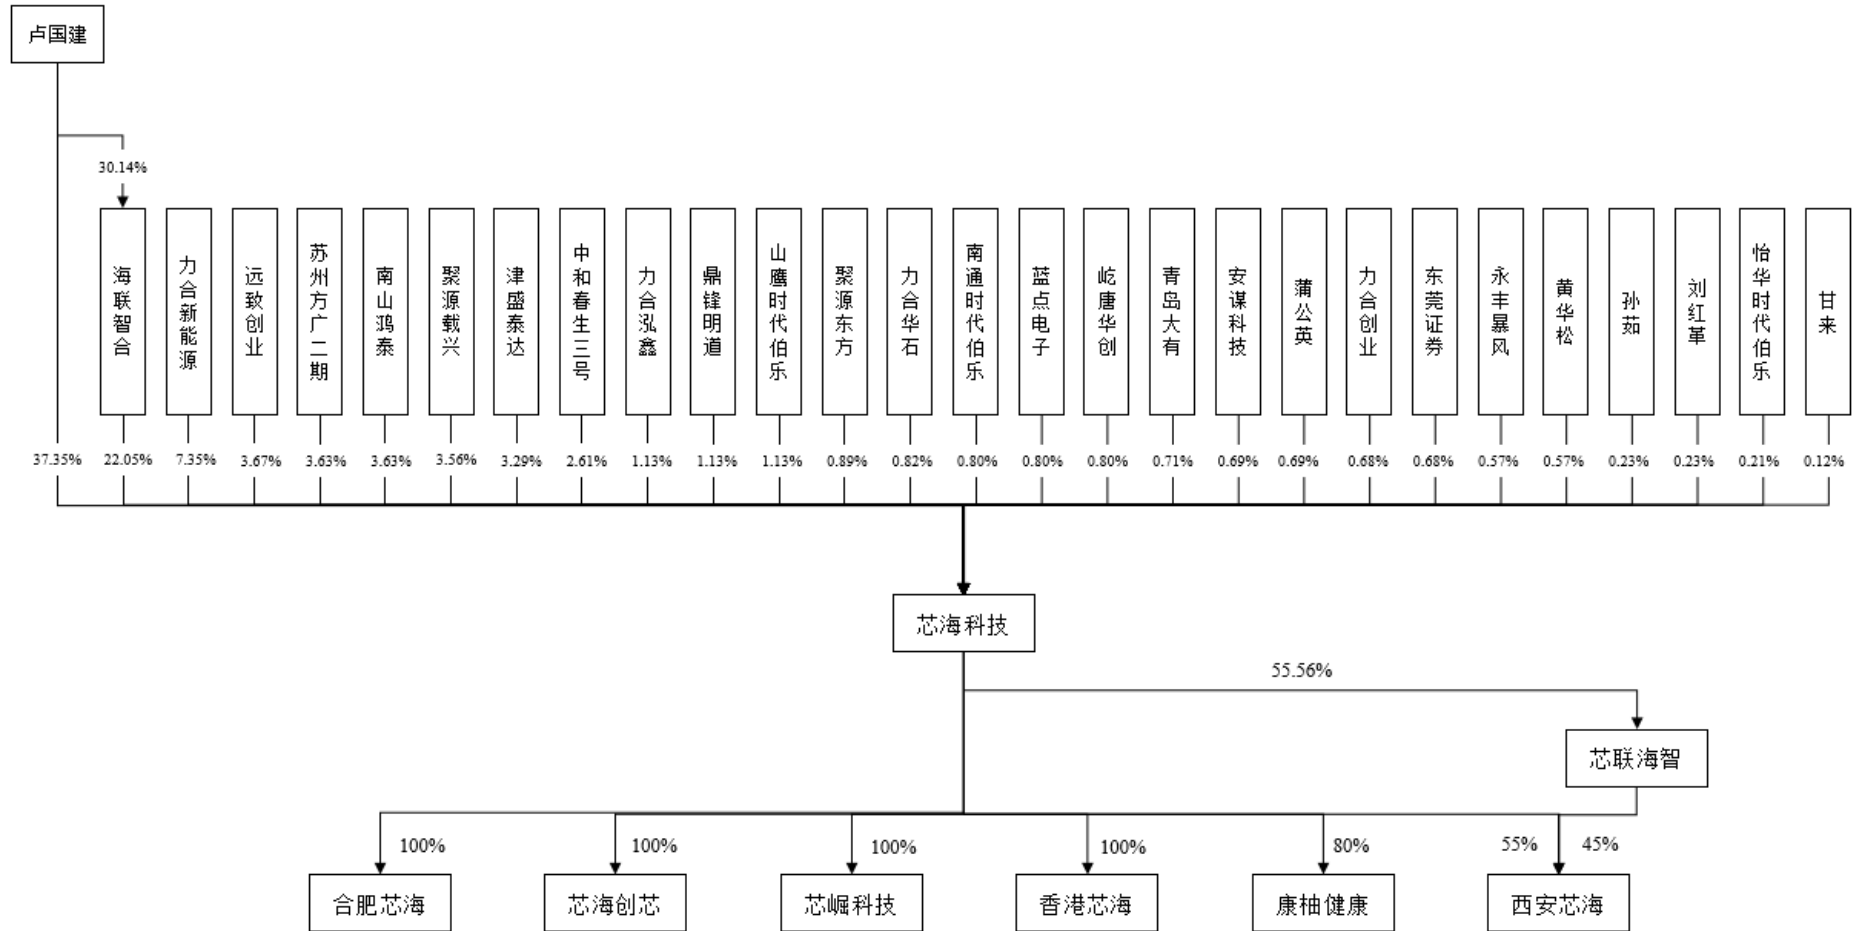 卢国建
30.14%
海联智合
力合新能源
远致创业
苏州方广二期
南山鸿泰
聚源载兴
津盛泰达
中和春生三号
力合泓鑫
鼎锋明道
山鹰时代伯乐
聚源东方
力合华石
南通时代伯乐
蓝点电子
屹唐华创
青岛大有
安谋科技
蒲公英
力合创业
东莞证券
永丰暴风
黄华松
孙茹
刘红革
怡华时代伯乐
甘来
37.35% 22.05% 7.35% 3.67% 3.63% 3.63% 3.56% 3.29% 2.61% 1.13% 1.13% 1.13% 0.89% 0.82% 0.80% 0.80% 0.80% 0.71% 0.69% 0.69% 0.68% 0.68% 0.57% 0.57% 0.23% 0.23% 0.21% 0.12%
芯海科技
55.56%
芯联海智
100% 100% 100% 100% 80% 55% 45%
合肥芯海 芯海创芯 芯崛科技 香港芯海 康柚健康 西安芯海